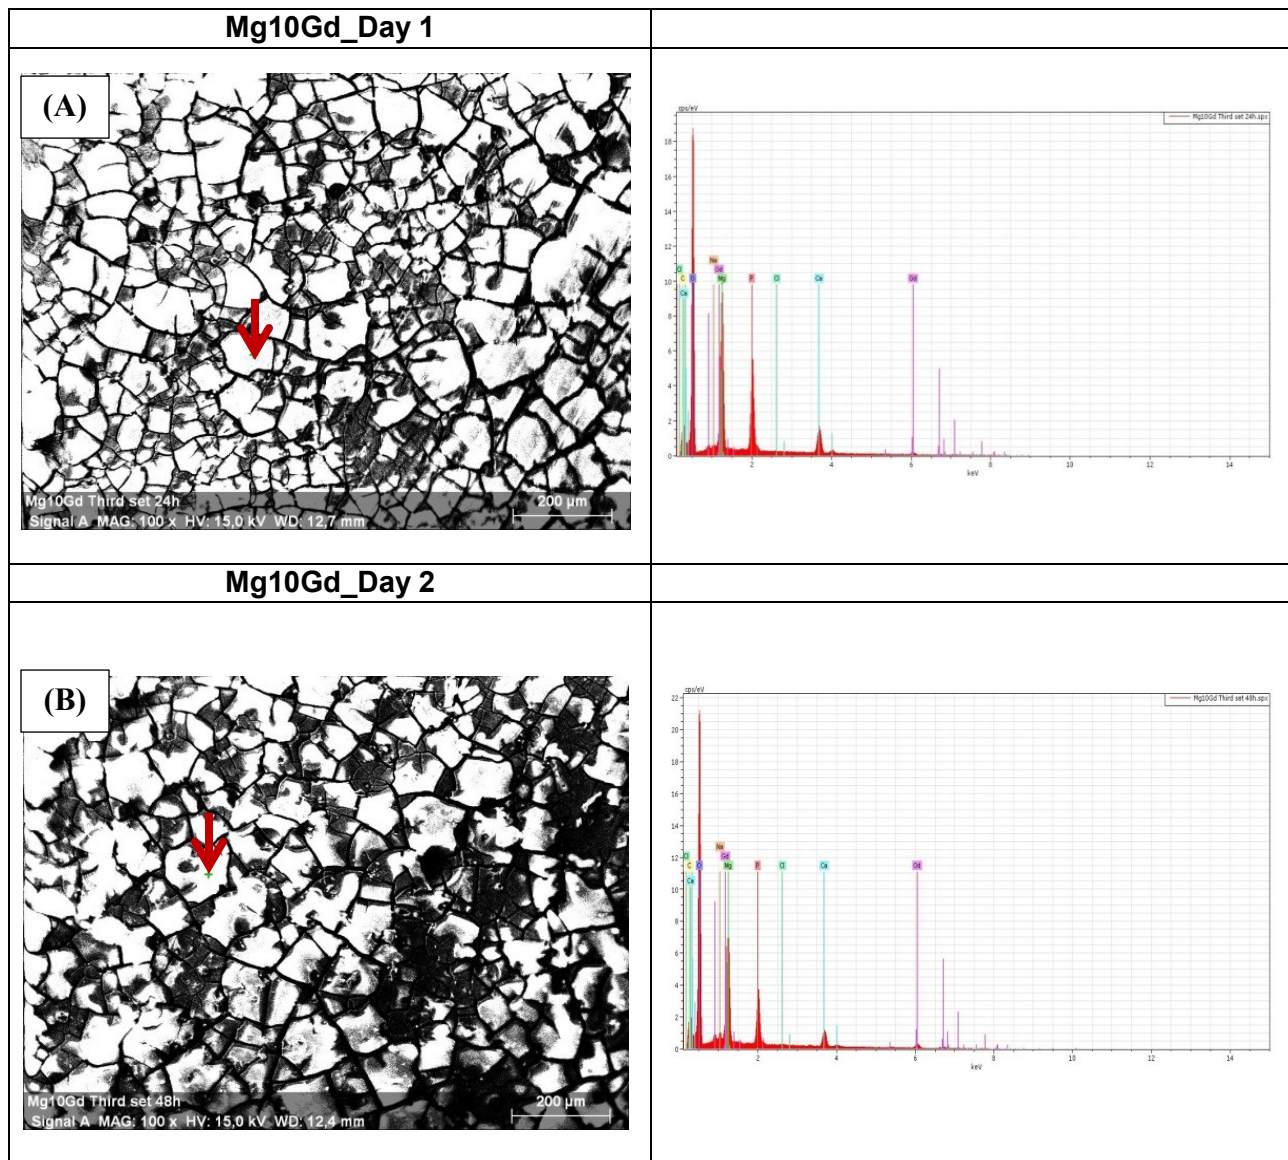 Mg10Gd_Day 1
(A)
Mg10Gd Third set 24h
Signal A MAG: 100 x HV: 15,0 kV WD: 12,7 mm
200 µm
cps/eV
Mg10Gd Third set 24h.spx
18
16
14
12
10
8
6
4
2
0
Cl
C
Ca
O
Na
Gd
Mg
P
Cl
Ca
Gd
2
4
6
8
10
12
14
keV
Mg10Gd_Day 2
(B)
Mg10Gd Third set 48h
Signal A MAG: 100 x HV: 15,0 kV WD: 12,4 mm
200 µm
cps/eV
Mg10Gd Third set 48h.spx
22
20
18
16
14
12
10
8
6
4
2
0
Cl
C
Ca
O
Na
Gd
Mg
P
Cl
Ca
Gd
2
4
6
8
10
12
14
keV